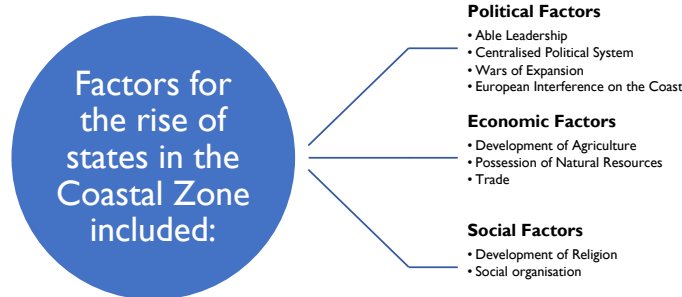 Factors for
the rise of
states in the
Coastal Zone
included:
Political Factors
• Able Leadership
• Centralised Political System
• Wars of Expansion
• European Interference on the Coast
Economic Factors
• Development of Agriculture
• Possession of Natural Resources
• Trade
Social Factors
• Development of Religion
• Social organisation